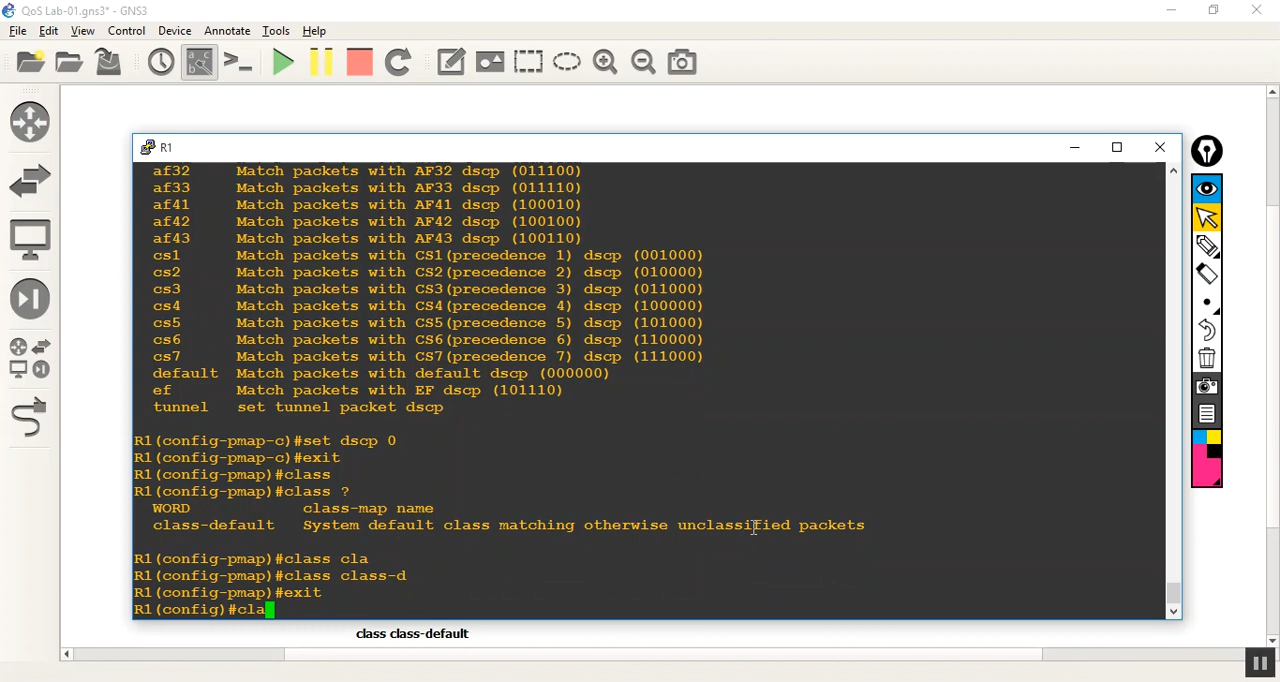 QoS Lab-01.gns3* - GNS3
File Edit View Control Device Annotate Tools Help
R1
af32 Match packets with AF32 dscp (011100)
af33 Match packets with AF33 dscp (011110)
af41 Match packets with AF41 dscp (100010)
af42 Match packets with AF42 dscp (100100)
af43 Match packets with AF43 dscp (100110)
cs1 Match packets with CS1(precedence 1) dscp (001000)
cs2 Match packets with CS2(precedence 2) dscp (010000)
cs3 Match packets with CS3(precedence 3) dscp (011000)
cs4 Match packets with CS4(precedence 4) dscp (100000)
cs5 Match packets with CS5(precedence 5) dscp (101000)
cs6 Match packets with CS6(precedence 6) dscp (110000)
cs7 Match packets with CS7(precedence 7) dscp (111000)
default Match packets with default dscp (000000)
ef Match packets with EF dscp (101110)
tunnel set tunnel packet dscp
R1(config-pmap-c)#set dscp 0
R1(config-pmap-c)#exit
R1(config-pmap)#class
R1(config-pmap)#class ?
WORD class-map name
class-default System default class matching otherwise unclassified packets
R1(config-pmap)#class cla
R1(config-pmap)#class class-d
R1(config-pmap)#exit
R1(config)#cla
class class-default